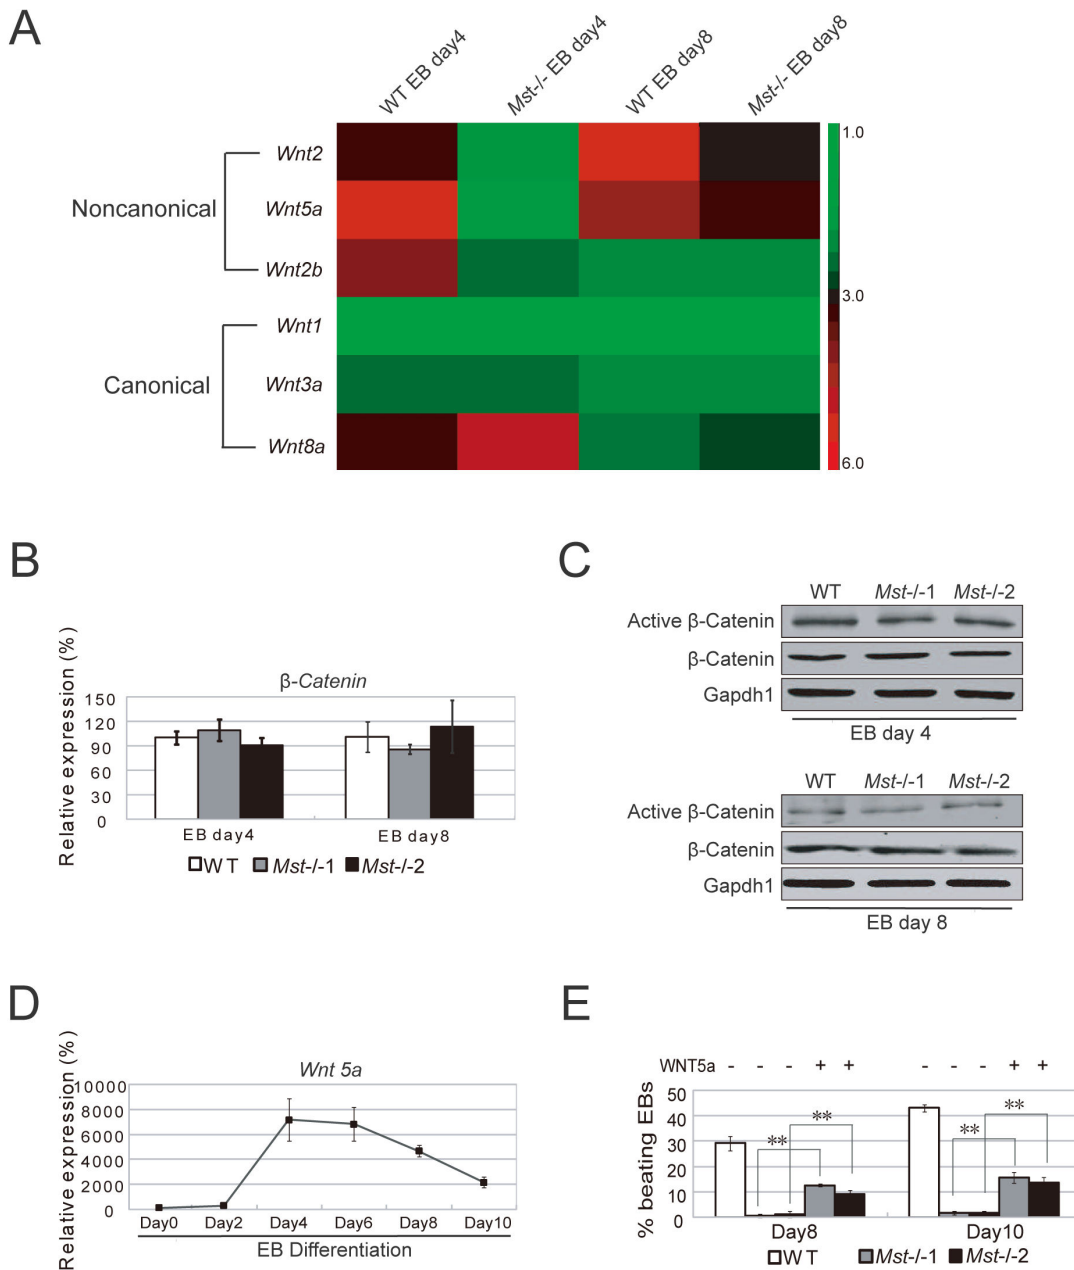 A
WT EB day4
Mst-/- EB day4
WT EB day8
Mst-/- EB day8
Noncanonical
Wnt2
Wnt5a
Wnt2b
Canonical
Wnt1
Wnt3a
Wnt8a
1.0
3.0
6.0
B
β-Catenin
Relative expression (%)
150
120
90
60
30
0
EB day4 EB day8
WT Mst-/-1 Mst-/-2
C
WT Mst-/-1 Mst-/-2
Active β-Catenin
β-Catenin
Gapdh1
EB day 4
WT Mst-/-1 Mst-/-2
Active β-Catenin
β-Catenin
Gapdh1
EB day 8
D
Wnt 5a
Relative expression (%)
10000
8000
6000
4000
2000
0
Day0 Day2 Day4 Day6 Day8 Day10
EB Differentiation
E
WNT5a - - - + + - - - + +
% beating EBs
50
40
30
20
10
0
** ** ** **
Day8 Day10
WT Mst-/-1 Mst-/-2